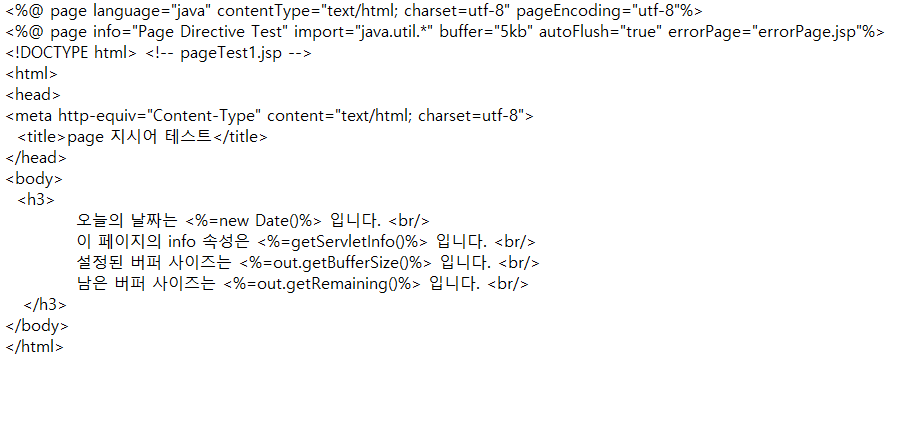 <%@ page language="java" contentType="text/html; charset=utf-8" pageEncoding="utf-8"%>
<%@ page info="Page Directive Test" import="java.util.*" buffer="5kb" autoFlush="true" errorPage="errorPage.jsp"%>
<!DOCTYPE html> <!-- pageTest1.jsp -->
<html>
<head>
<meta http-equiv="Content-Type" content="text/html; charset=utf-8">
<title>page 지시어 테스트</title>
</head>
<body>
<h3>
오늘의 날짜는 <%=new Date()%> 입니다. <br/>
이 페이지의 info 속성은 <%=getServletInfo()%> 입니다. <br/>
설정된 버퍼 사이즈는 <%=out.getBufferSize()%> 입니다. <br/>
남은 버퍼 사이즈는 <%=out.getRemaining()%> 입니다. <br/>
</h3>
</body>
</html>